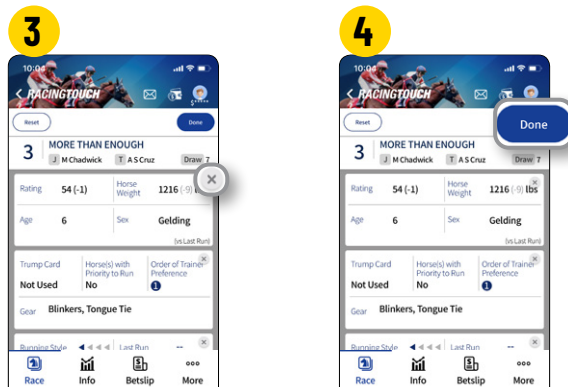 3
10:04
RACINGTOUCH
Reset
Done
3
MORE THAN ENOUGH
J M Chadwick T A S Cruz Draw 7
Rating 54 (-1) Horse Weight 1216 (-9)
Age 6 Sex Gelding
(vs Last Run)
Trump Card Horse(s) with Priority to Run Order of Trainer Preference
Not Used No 1
Gear Blinkers, Tongue Tie
Running Style Last Run --
Race Info Betslip More
4
10:04
RACINGTOUCH
Reset
Done
3
MORE THAN ENOUGH
J M Chadwick T A S Cruz Draw 7
Rating 54 (-1) Horse Weight 1216 (-9) lbs
Age 6 Sex Gelding
(vs Last Run)
Trump Card Horse(s) with Priority to Run Order of Trainer Preference
Not Used No 1
Gear Blinkers, Tongue Tie
Running Style Last Run --
Race Info Betslip More